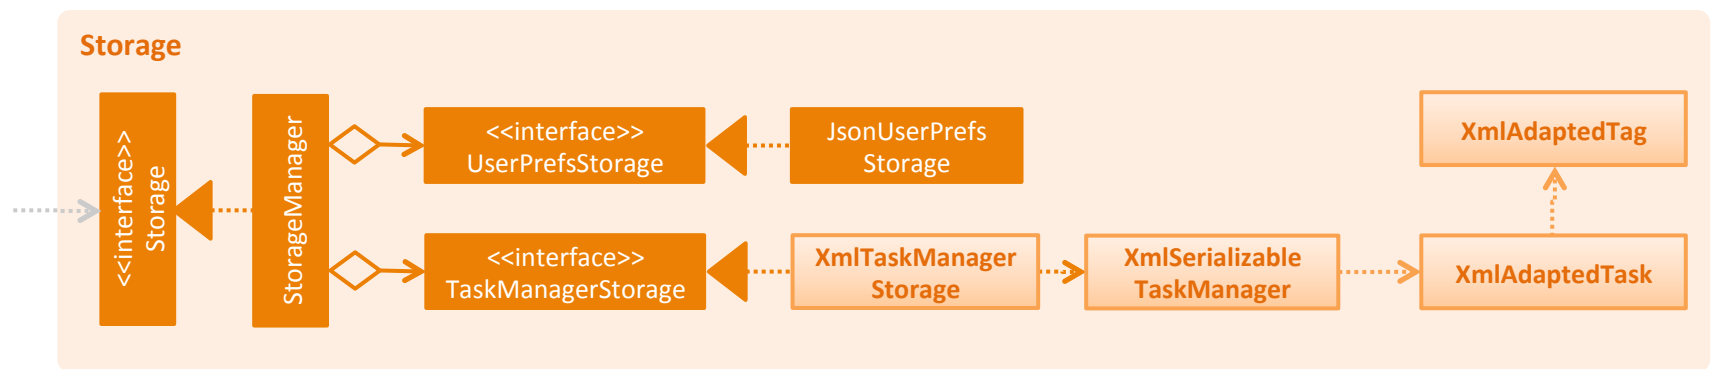 Storage
<<interface>>
Storage
StorageManager
<<interface>>
UserPrefsStorage
JsonUserPrefs
Storage
<<interface>>
TaskManagerStorage
XmlTaskManager
Storage
XmlSerializable
TaskManager
XmlAdaptedTag
XmlAdaptedTask